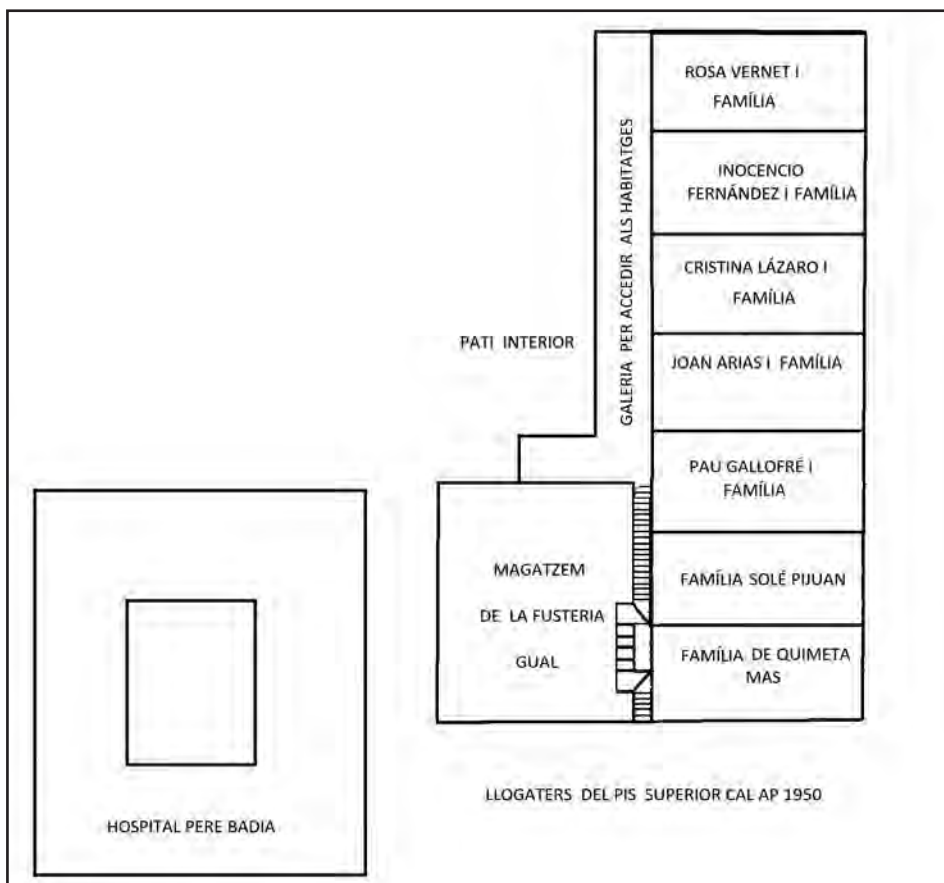 ROSA VERNET I
FAMÍLIA
INOCENCIO
FERNÁNDEZ I FAMÍLIA
CRISTINA LÁZARO I
FAMÍLIA
JOAN ARIAS I FAMÍLIA
PAU GALLOFRÉ I
FAMÍLIA
FAMÍLIA SOLÉ PIJUAN
FAMÍLIA DE QUIMETA
MAS
GALERIA PER ACCEDIR ALS HABITATGES
PATI INTERIOR
MAGATZEM
DE LA FUSTERIA
GUAL
HOSPITAL PERE BADIA
LLOGATERS DEL PIS SUPERIOR CAL AP 1950